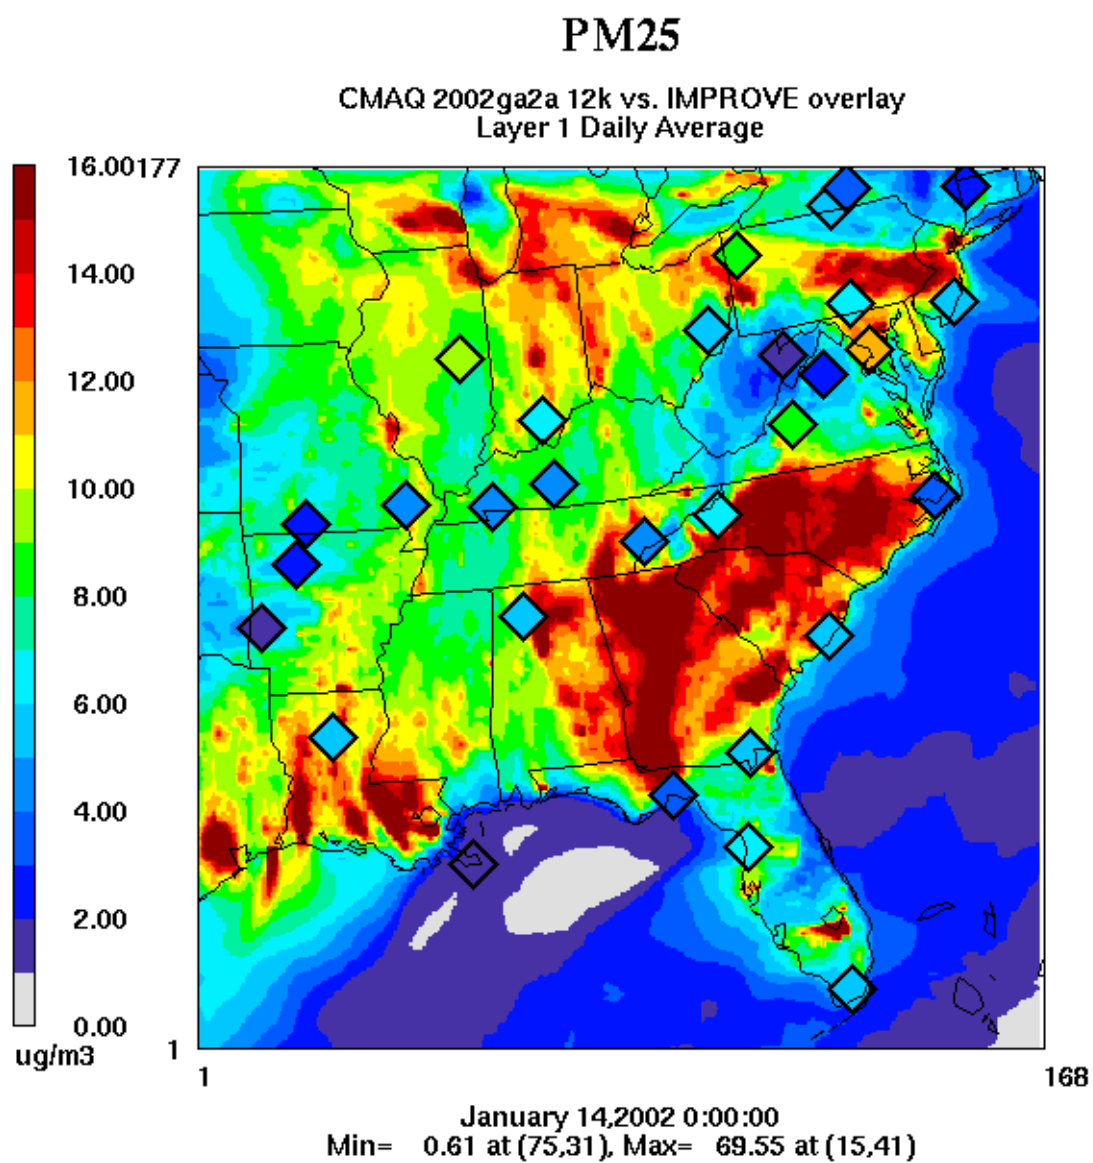 PM25
CMAQ 2002ga2a 12k vs. IMPROVE overlay
Layer 1 Daily Average
16.00
177
14.00
12.00
10.00
8.00
6.00
4.00
2.00
0.00
ug/m3
1
1
168
January 14,2002 0:00:00
Min= 0.61 at (75,31), Max= 69.55 at (15,41)